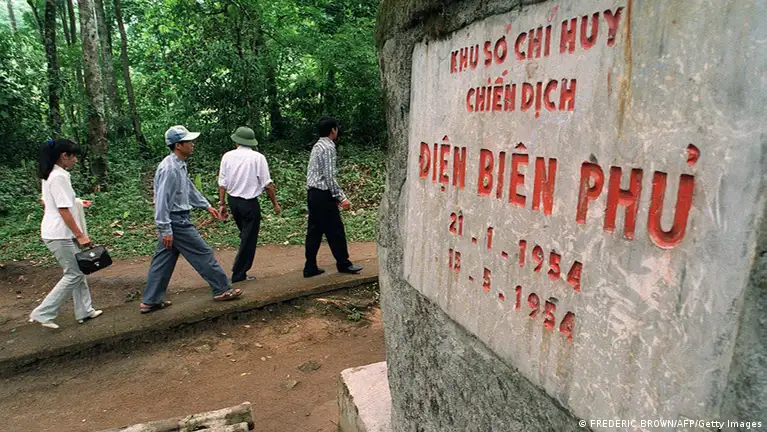 KHU SỞ CHỈ HUY
CHIẾN DỊCH
ĐIỆN BIÊN PHỦ
21 - 1 - 1954
15 - 5 - 1954
© FREDERIC BROWN/AFP/Getty Images